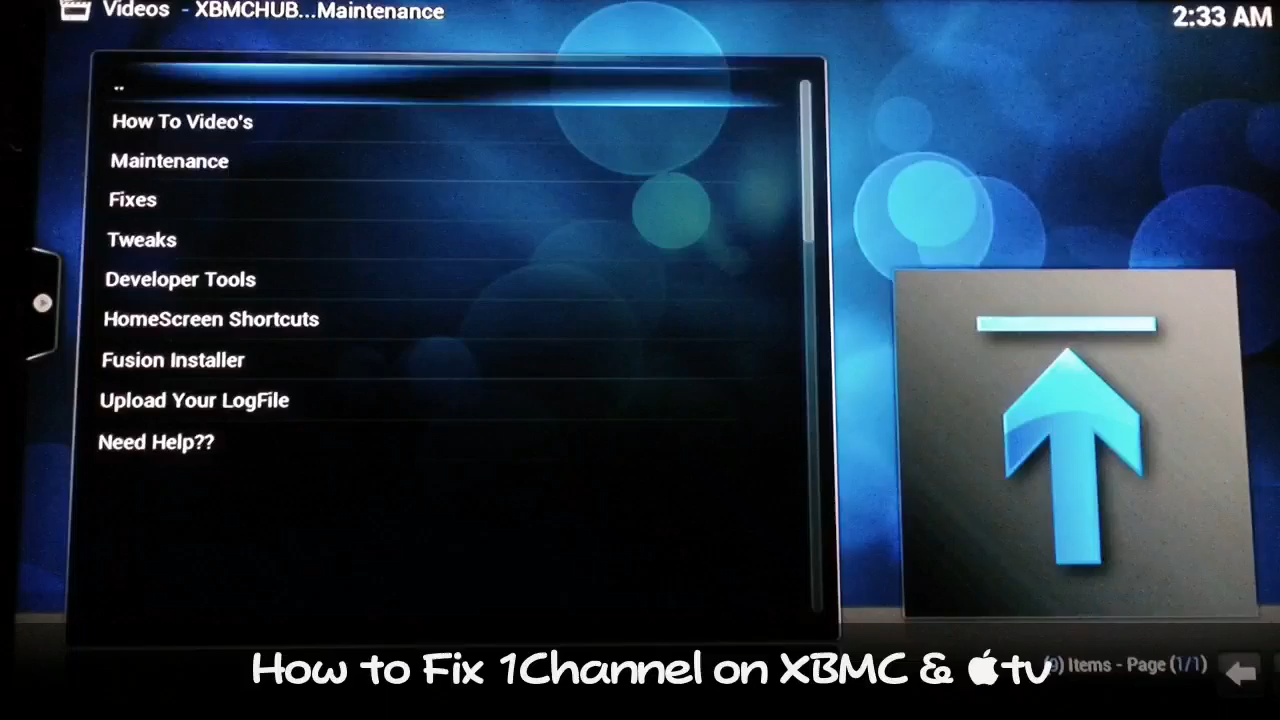 Videos - XBMCHUB...Maintenance
2:33 AM
..
How To Video's
Maintenance
Fixes
Tweaks
Developer Tools
HomeScreen Shortcuts
Fusion Installer
Upload Your LogFile
Need Help??
(9) Items - Page (1/1)
How to Fix 1Channel on XBMC & tv